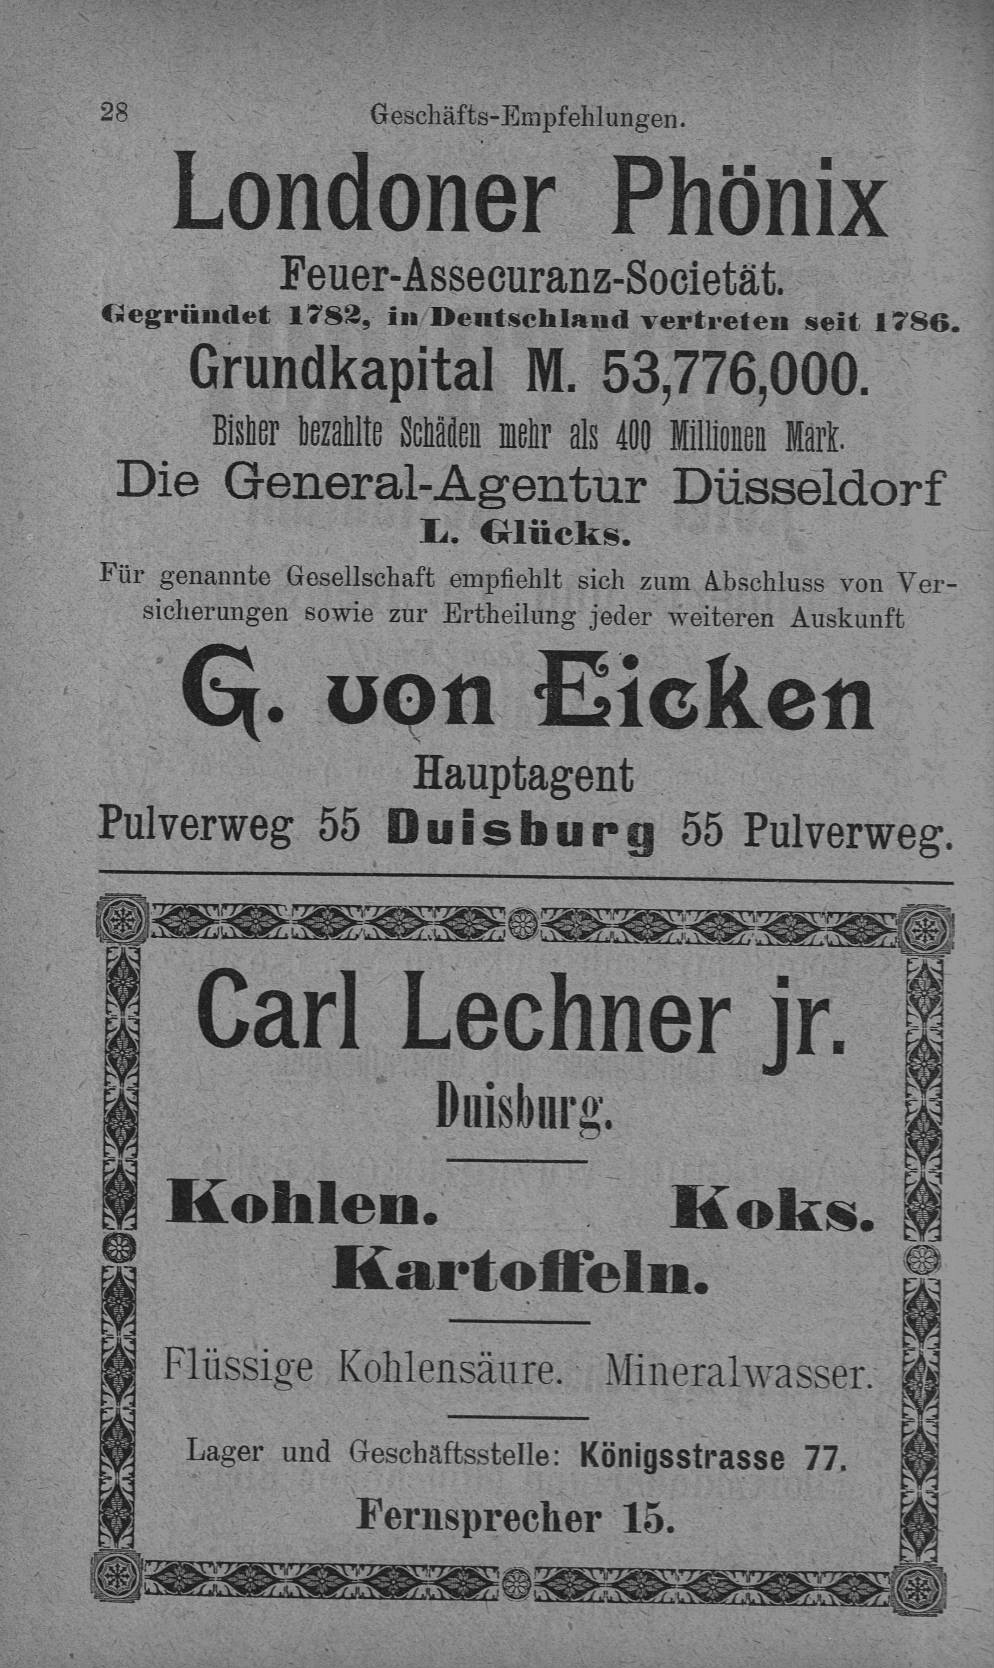 28 Geschäfts-Empfehlungen.
Londoner Phönix
Feuer-Assecuranz-Societät.
Gegründet 1782, in Deutschland vertreten seit 1786.
Grundkapital M. 53,776,000.
Bisher bezahlte Schäden mehr als 400 Millionen Mark.
Die General-Agentur Düsseldorf
L. Glücks.
Für genannte Gesellschaft empfiehlt sich zum Abschluss von Ver-
sicherungen sowie zur Ertheilung jeder weiteren Auskunft
G. von Eicken
Hauptagent
Pulverweg 55 Duisburg 55 Pulverweg.
Carl Lechner jr.
Duisburg.
Kohlen. Koks.
Kartoffeln.
Flüssige Kohlensäure. Mineralwasser.
Lager und Geschäftsstelle: Königsstrasse 77.
Fernsprecher 15.